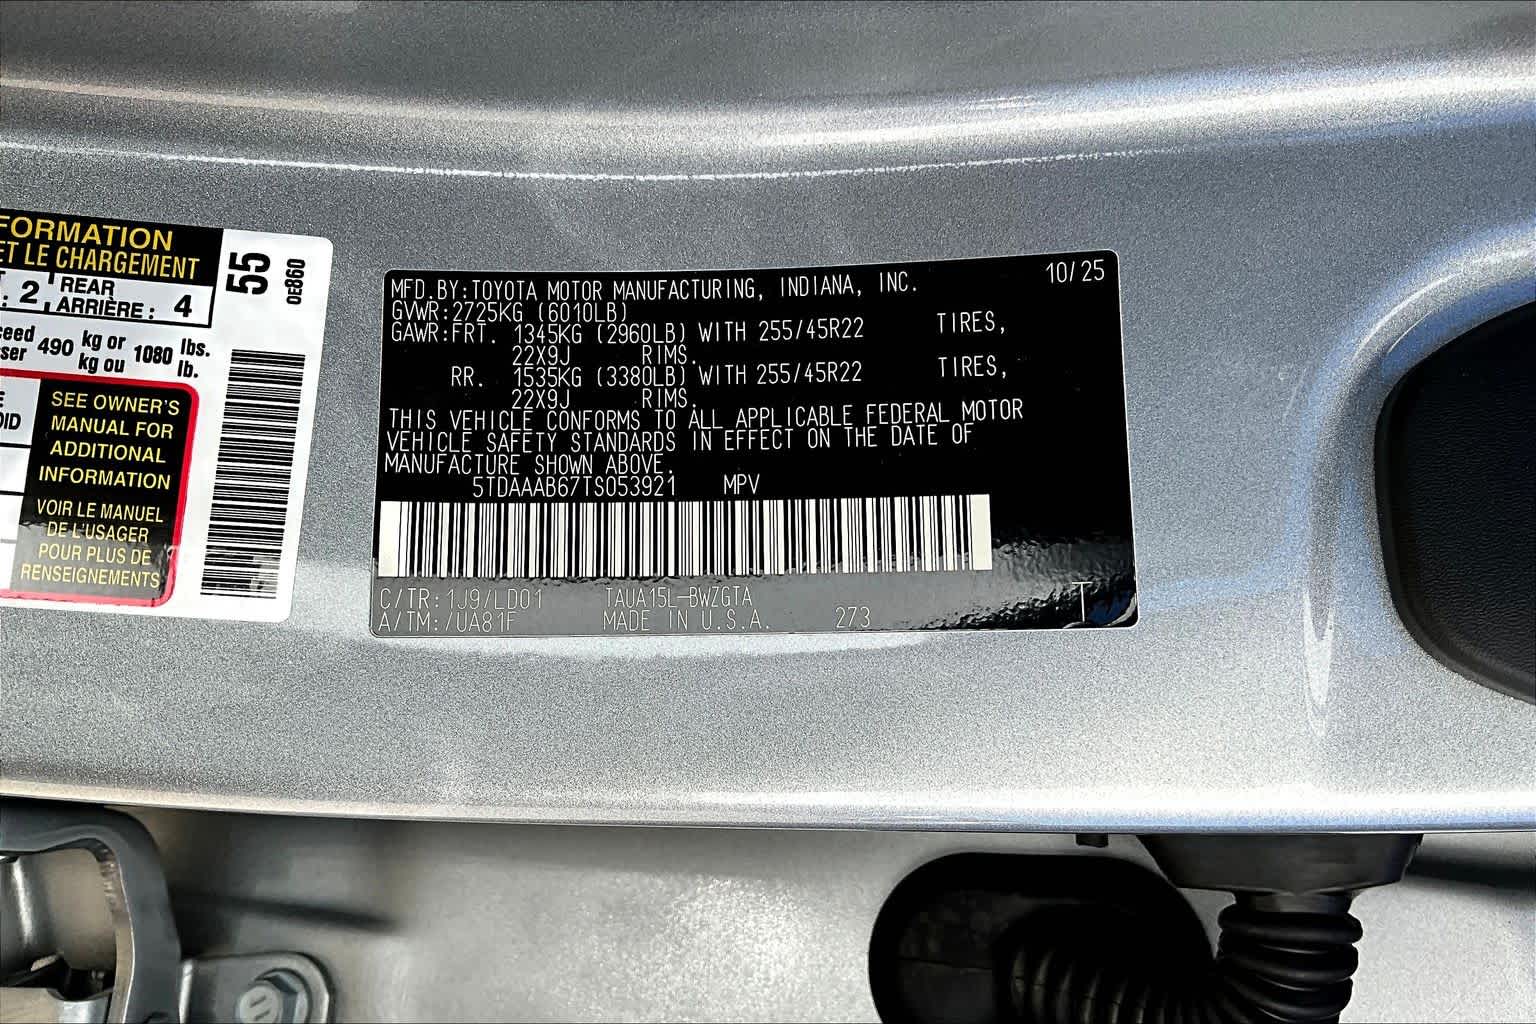 FORMATION
ET LE CHARGEMENT
2 REAR
ARRIÈRE : 4
kg or
490 1080 lbs.
kg ou lb.
SEE OWNER'S
MANUAL FOR
ADDITIONAL
INFORMATION
VOIR LE MANUEL
DE L'USAGER
POUR PLUS DE
RENSEIGNEMENTS
55
0E860
MFD.BY:TOYOTA MOTOR MANUFACTURING, INDIANA, INC. 10/25
GVWR:2725KG (6010LB)
GAWR:FRT. 1345KG (2960LB) WITH 255/45R22 TIRES,
22X9J RIMS.
RR. 1535KG (3380LB) WITH 255/45R22 TIRES,
22X9J RIMS.
THIS VEHICLE CONFORMS TO ALL APPLICABLE FEDERAL MOTOR
VEHICLE SAFETY STANDARDS IN EFFECT ON THE DATE OF
MANUFACTURE SHOWN ABOVE.
5TDAAAB67TS053921 MPV
C/TR:1J9/LD01 TAUA15L-BWZGTA
A/TM:/UA81F MADE IN U.S.A. 273 T